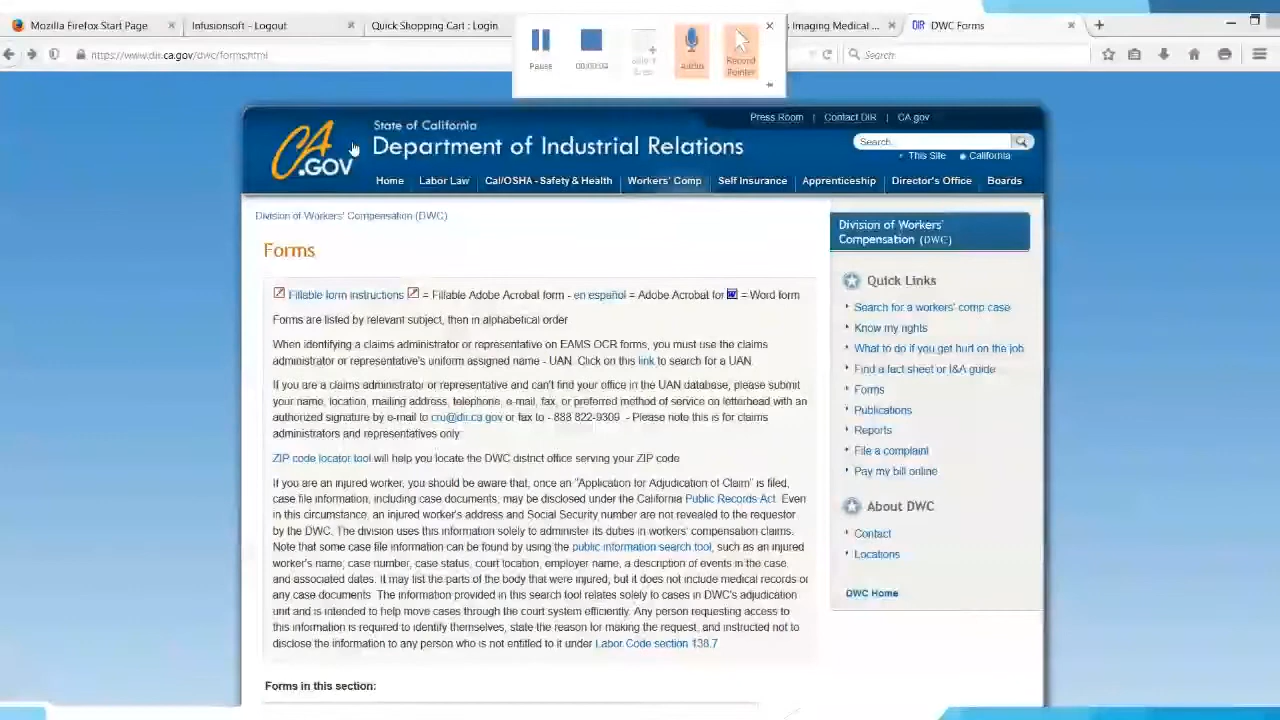 Mozilla Firefox Start Page
Infusionsoft - Logout
Quick Shopping Cart : Login
s Imaging Medical ...
DIR DWC Forms
https://www.dir.ca.gov/dwc/forms.html
Search
Pause
00:00:04
Audio
Record
Pointer
Press Room | Contact DIR | CA.gov
State of California
Department of Industrial Relations
CA.GOV
Search
This Site California
Home Labor Law Cal/OSHA - Safety & Health Workers' Comp Self Insurance Apprenticeship Director's Office Boards
Division of Workers' Compensation (DWC)
Forms
Fillable form instructions = Fillable Adobe Acrobat form - en español = Adobe Acrobat for = Word form
Forms are listed by relevant subject, then in alphabetical order
When identifying a claims administrator or representative on EAMS OCR forms, you must use the claims
administrator or representative's uniform assigned name - UAN. Click on this link to search for a UAN.
If you are a claims administrator or representative and can't find your office in the UAN database, please submit
your name, location, mailing address, telephone, e-mail, fax, or preferred method of service on letterhead with an
authorized signature by e-mail to cru@dir.ca.gov or fax to - 888 822-9309 - Please note this is for claims
administrators and representatives only.
ZIP code locator tool will help you locate the DWC district office serving your ZIP code
If you are an injured worker, you should be aware that, once an "Application for Adjudication of Claim" is filed,
case file information, including case documents, may be disclosed under the California Public Records Act. Even
in this circumstance, an injured worker's address and Social Security number are not revealed to the requestor
by the DWC. The division uses this information solely to administer its duties in workers' compensation claims.
Note that some case file information can be found by using the public information search tool, such as an injured
worker's name, case number, case status, court location, employer name, a description of events in the case,
and associated dates. It may list the parts of the body that were injured, but it does not include medical records or
any case documents. The information provided in this search tool relates solely to cases in DWC's adjudication
unit and is intended to help move cases through the court system efficiently. Any person requesting access to
this information is required to identify themselves, state the reason for making the request, and instructed not to
disclose the information to any person who is not entitled to it under Labor Code section 138.7
Forms in this section:
Division of Workers'
Compensation (DWC)
Quick Links
Search for a workers' comp case
Know my rights
What to do if you get hurt on the job
Find a fact sheet or I&A guide
Forms
Publications
Reports
File a complaint
Pay my bill online
About DWC
Contact
Locations
DWC Home